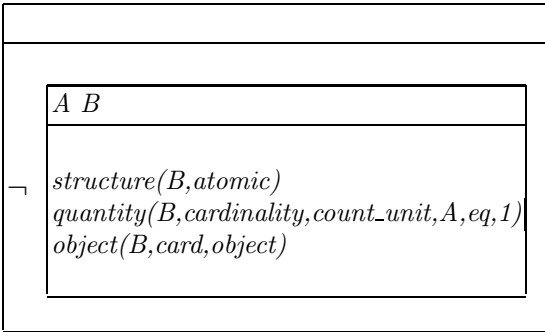 A B
¬ structure(B,atomic)
quantity(B,cardinality,count_unit,A,eq,1)
object(B,card,object)